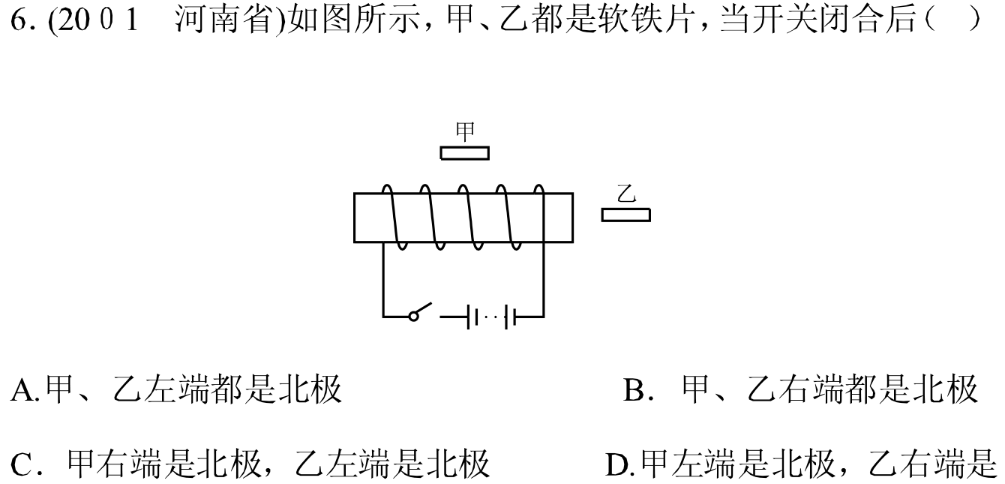 6. (20 0 1 河南省)如图所示，甲、乙都是软铁片，当开关闭合后（ ）
甲
乙
A.甲、乙左端都是北极 B．甲、乙右端都是北极
C．甲右端是北极，乙左端是北极 D.甲左端是北极，乙右端是